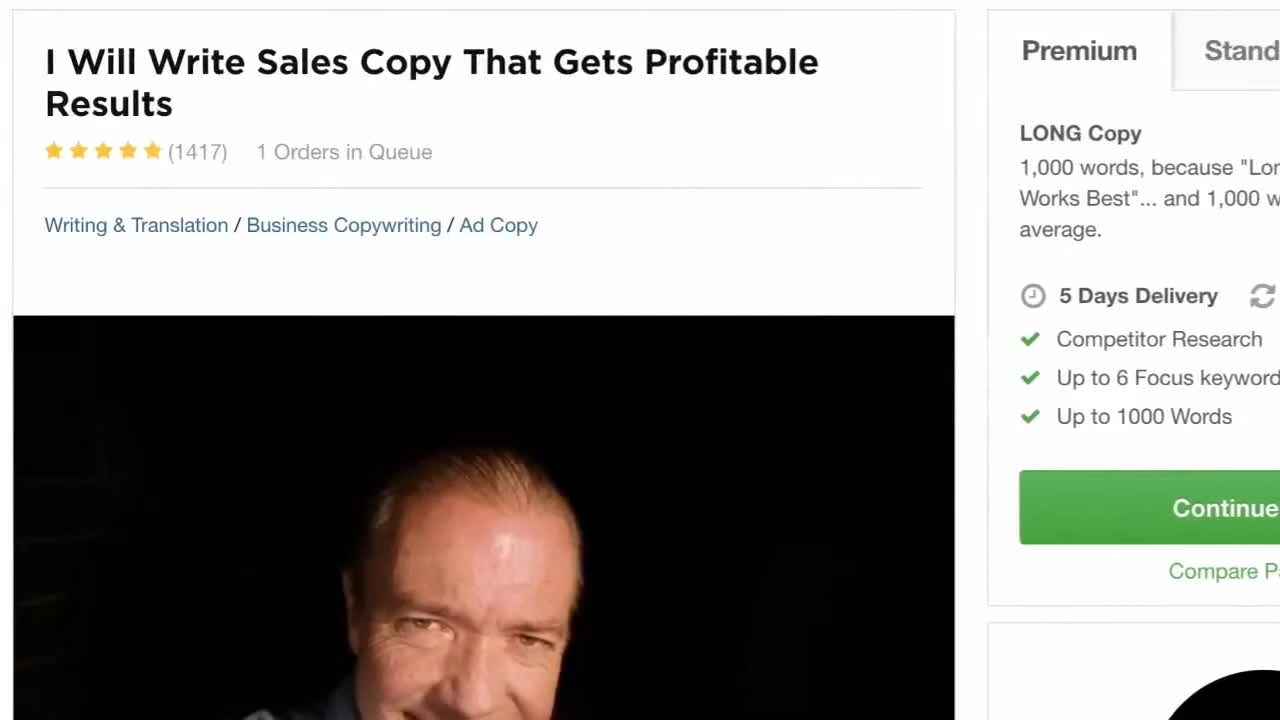 I Will Write Sales Copy That Gets Profitable
Results
(1417) 1 Orders in Queue
Writing & Translation / Business Copywriting / Ad Copy
Premium
LONG Copy
1,000 words, because
Works Best"... and 1,000
average.
5 Days Delivery
Competitor Research
Up to 6 Focus
Up to 1000 Words
Continue
Compare